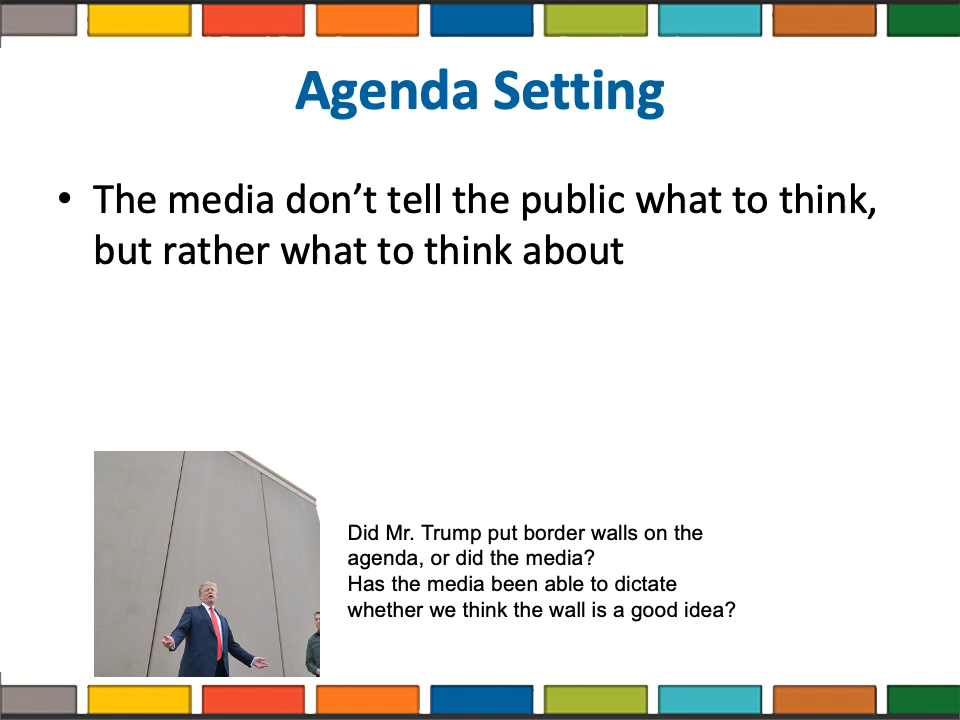 Agenda Setting
• The media don’t tell the public what to think,
but rather what to think about
Did Mr. Trump put border walls on the
agenda, or did the media?
Has the media been able to dictate
whether we think the wall is a good idea?